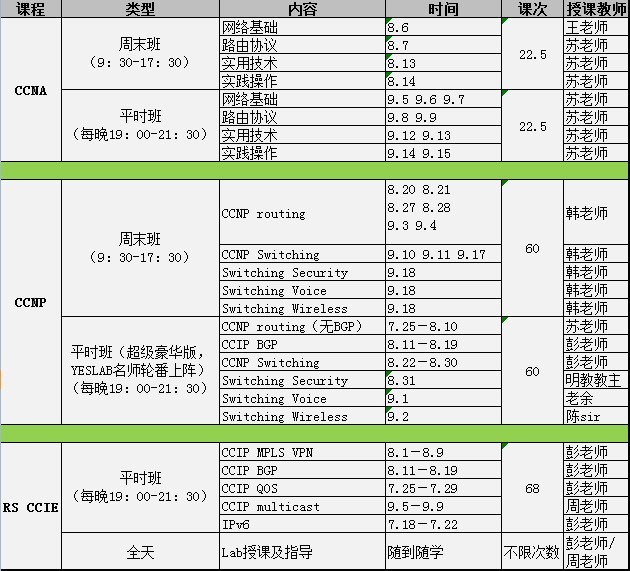 课程 类型 内容 时间 课次 授课教师
CCNA 周末班
（9：30-17：30） 网络基础 8.6 22.5 王老师
路由协议 8.7 苏老师
实用技术 8.13 苏老师
实践操作 8.14 苏老师
平时班
（每晚19：00-21：30） 网络基础 9.5 9.6 9.7 22.5 苏老师
路由协议 9.8 9.9 苏老师
实用技术 9.12 9.13 苏老师
实践操作 9.14 9.15 苏老师
CCNP 周末班
（9：30-17：30） CCNP routing 8.20 8.21
8.27 8.28
9.3 9.4 60 韩老师
CCNP Switching 9.10 9.11 9.17 韩老师
Switching Security 9.18 韩老师
Switching Voice 9.18 韩老师
Switching Wireless 9.18 韩老师
平时班（超级豪华版，
YESLAB名师轮番上阵）
（每晚19：00-21：30） CCNP routing（无BGP） 7.25－8.10 60 苏老师
CCIP BGP 8.11－8.19 彭老师
CCNP Switching 8.22－8.30 彭老师
Switching Security 8.31 明教教主
Switching Voice 9.1 老余
Switching Wireless 9.2 陈sir
RS CCIE 平时班
（每晚19：00-21：30） CCIP MPLS VPN 8.1－8.9 68 彭老师
CCIP BGP 8.11－8.19 彭老师
CCIP QOS 7.25－7.29 彭老师
CCIP multicast 9.5－9.9 周老师
IPv6 7.18－7.22 彭老师
全天 Lab授课及指导 随到随学 不限次数 彭老师/
周老师